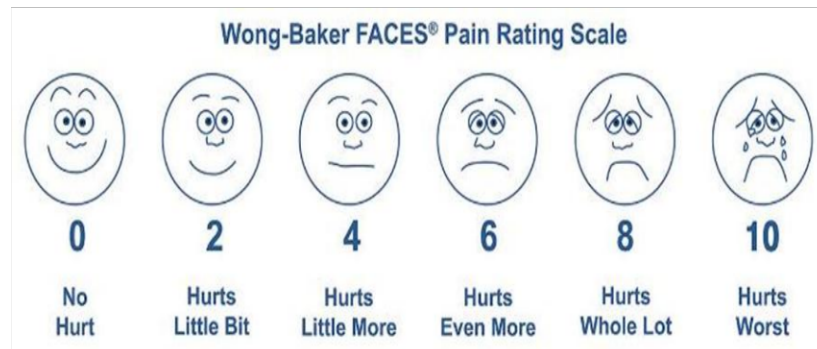 Wong-Baker FACES® Pain Rating Scale
0 2 4 6 8 10
No Hurts Hurts Hurts Hurts Hurts
Hurt Little Bit Little More Even More Whole Lot Worst